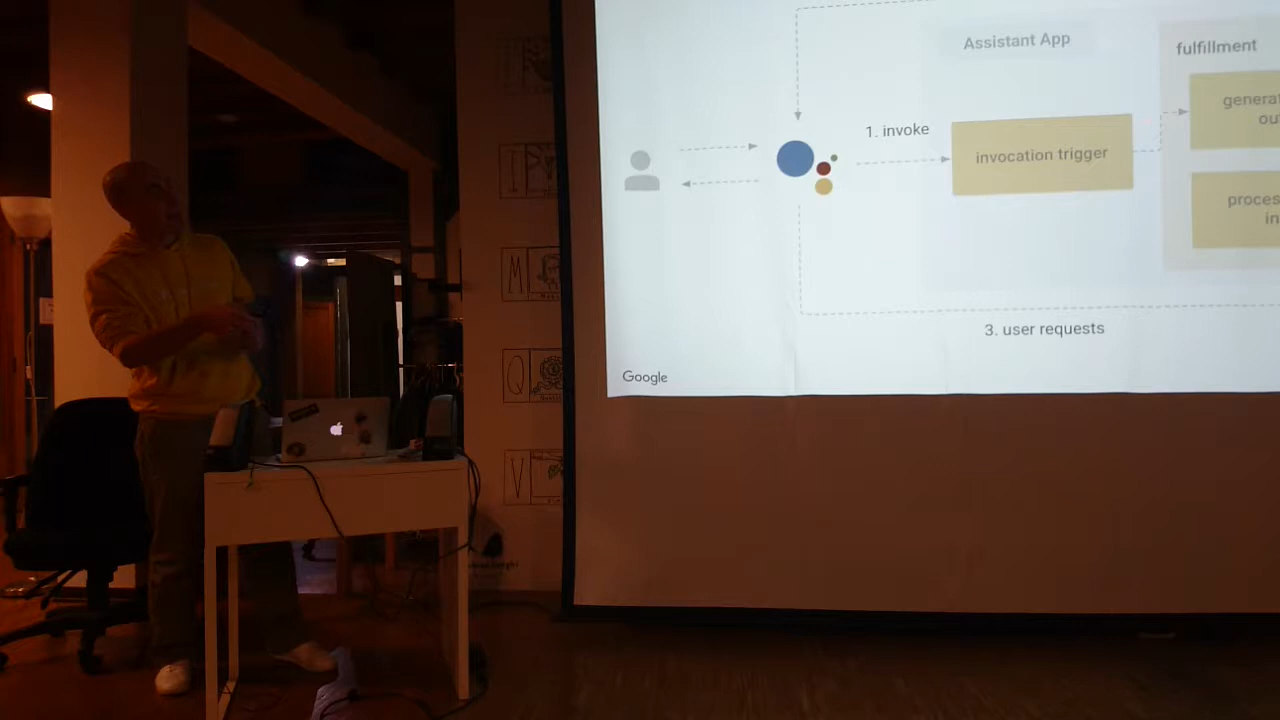 Assistant App
fulfillment
1. invoke
invocation trigger
3. user requests
Google
I
M
Q
V